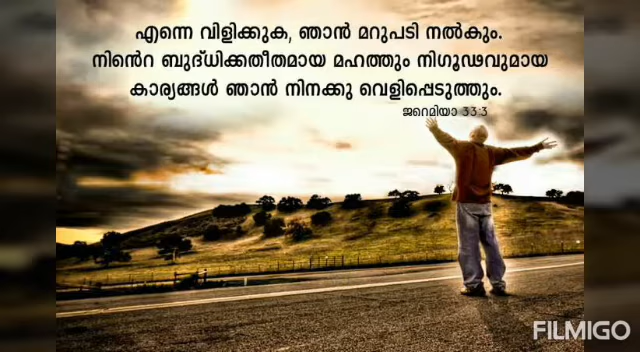 എന്നെ വിളിക്കുക, ഞാൻ മറുപടി നൽകും.
നിൻെറ ബുദ്ധിക്കതീതമായ മഹത്തും നിഗൂഢവുമായ
കാര്യങ്ങൾ ഞാൻ നിനക്കു വെളിപ്പെടുത്തും.
ജറെമിയാ 33:3
FILMIGO